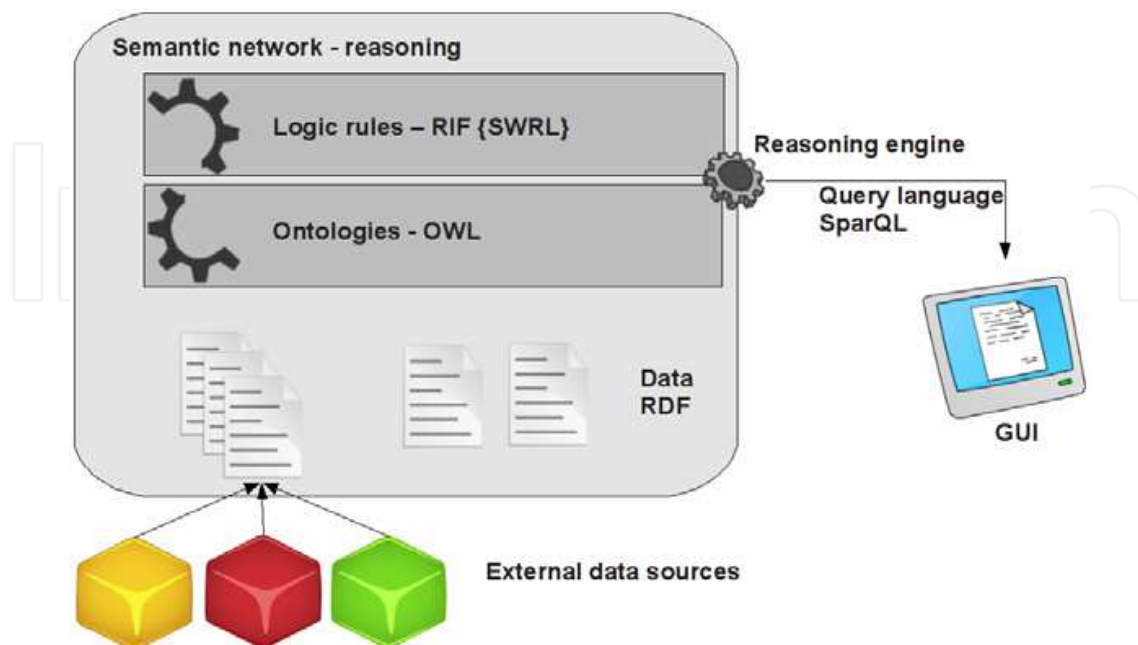 Semantic network - reasoning
Logic rules – RIF {SWRL}
Reasoning engine
Query language
SparQL
Ontologies - OWL
Data
RDF
GUI
External data sources